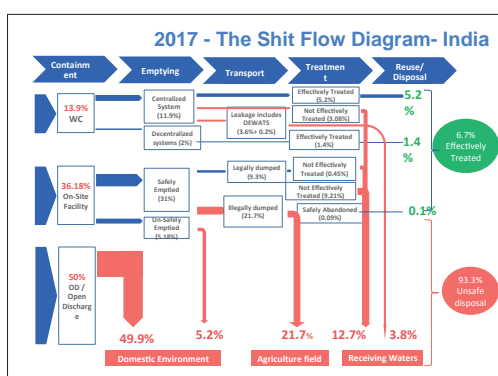 2017 - The Shit Flow Diagram- India
Containm
ent
Emptying
Transport
Treatmen
t
Reuse/
Disposal
13.9%
WC
Centralized
System
(11.9%)
Decentralized
systems (2%)
Leakage includes
DEWATS
(3.6%+ 0.2%)
Effectively Treated
(5.2%)
Not Effectively
Treated (3.08%)
Effectively Treated
(1.4%)
5.2
%
1.4
%
6.7%
Effectively
Treated
36.18%
On-Site
Facility
Safely
Emptied
(31%)
Un-Safely
Emptied
(5.18%)
Legally dumped
(9.3%)
Illegally dumped
(21.7%)
Not Effectively
Treated (0.45%)
Not Effectively
Treated (9.21%)
Safely Abandoned
(0.09%)
0.1%
50%
OD /
Open
Discharg
e
93.3%
Unsafe
disposal
49.9%
5.2%
21.7%
12.7%
3.8%
Domestic Environment
Agriculture field
Receiving Waters